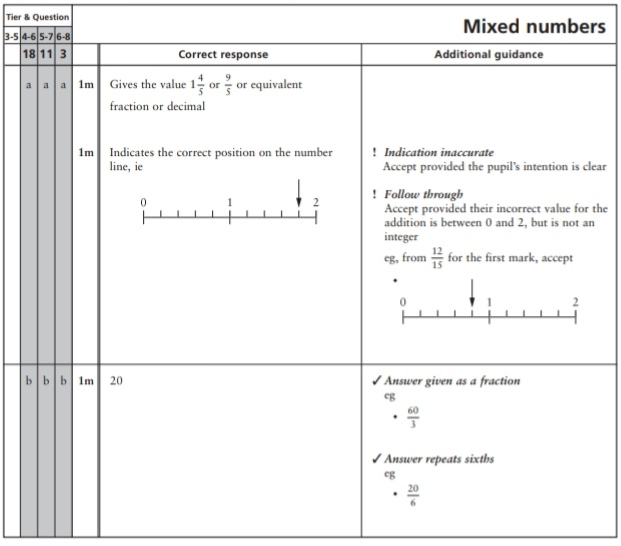 Tier & Question
3-5 4-6 5-7 6-8
Mixed numbers
18 11 3
Correct response
Additional guidance
a a a 1m Gives the value 1 4/5 or 9/5 or equivalent
fraction or decimal
1m Indicates the correct position on the number
line, ie
0 1 2
! Indication inaccurate
Accept provided the pupil's intention is clear
! Follow through
Accept provided their incorrect value for the
addition is between 0 and 2, but is not an
integer
eg, from 12/15 for the first mark, accept
•
0 1 2
b b b 1m 20
✓ Answer given as a fraction
eg
• 60/3
✓ Answer repeats sixths
eg
• 20/6